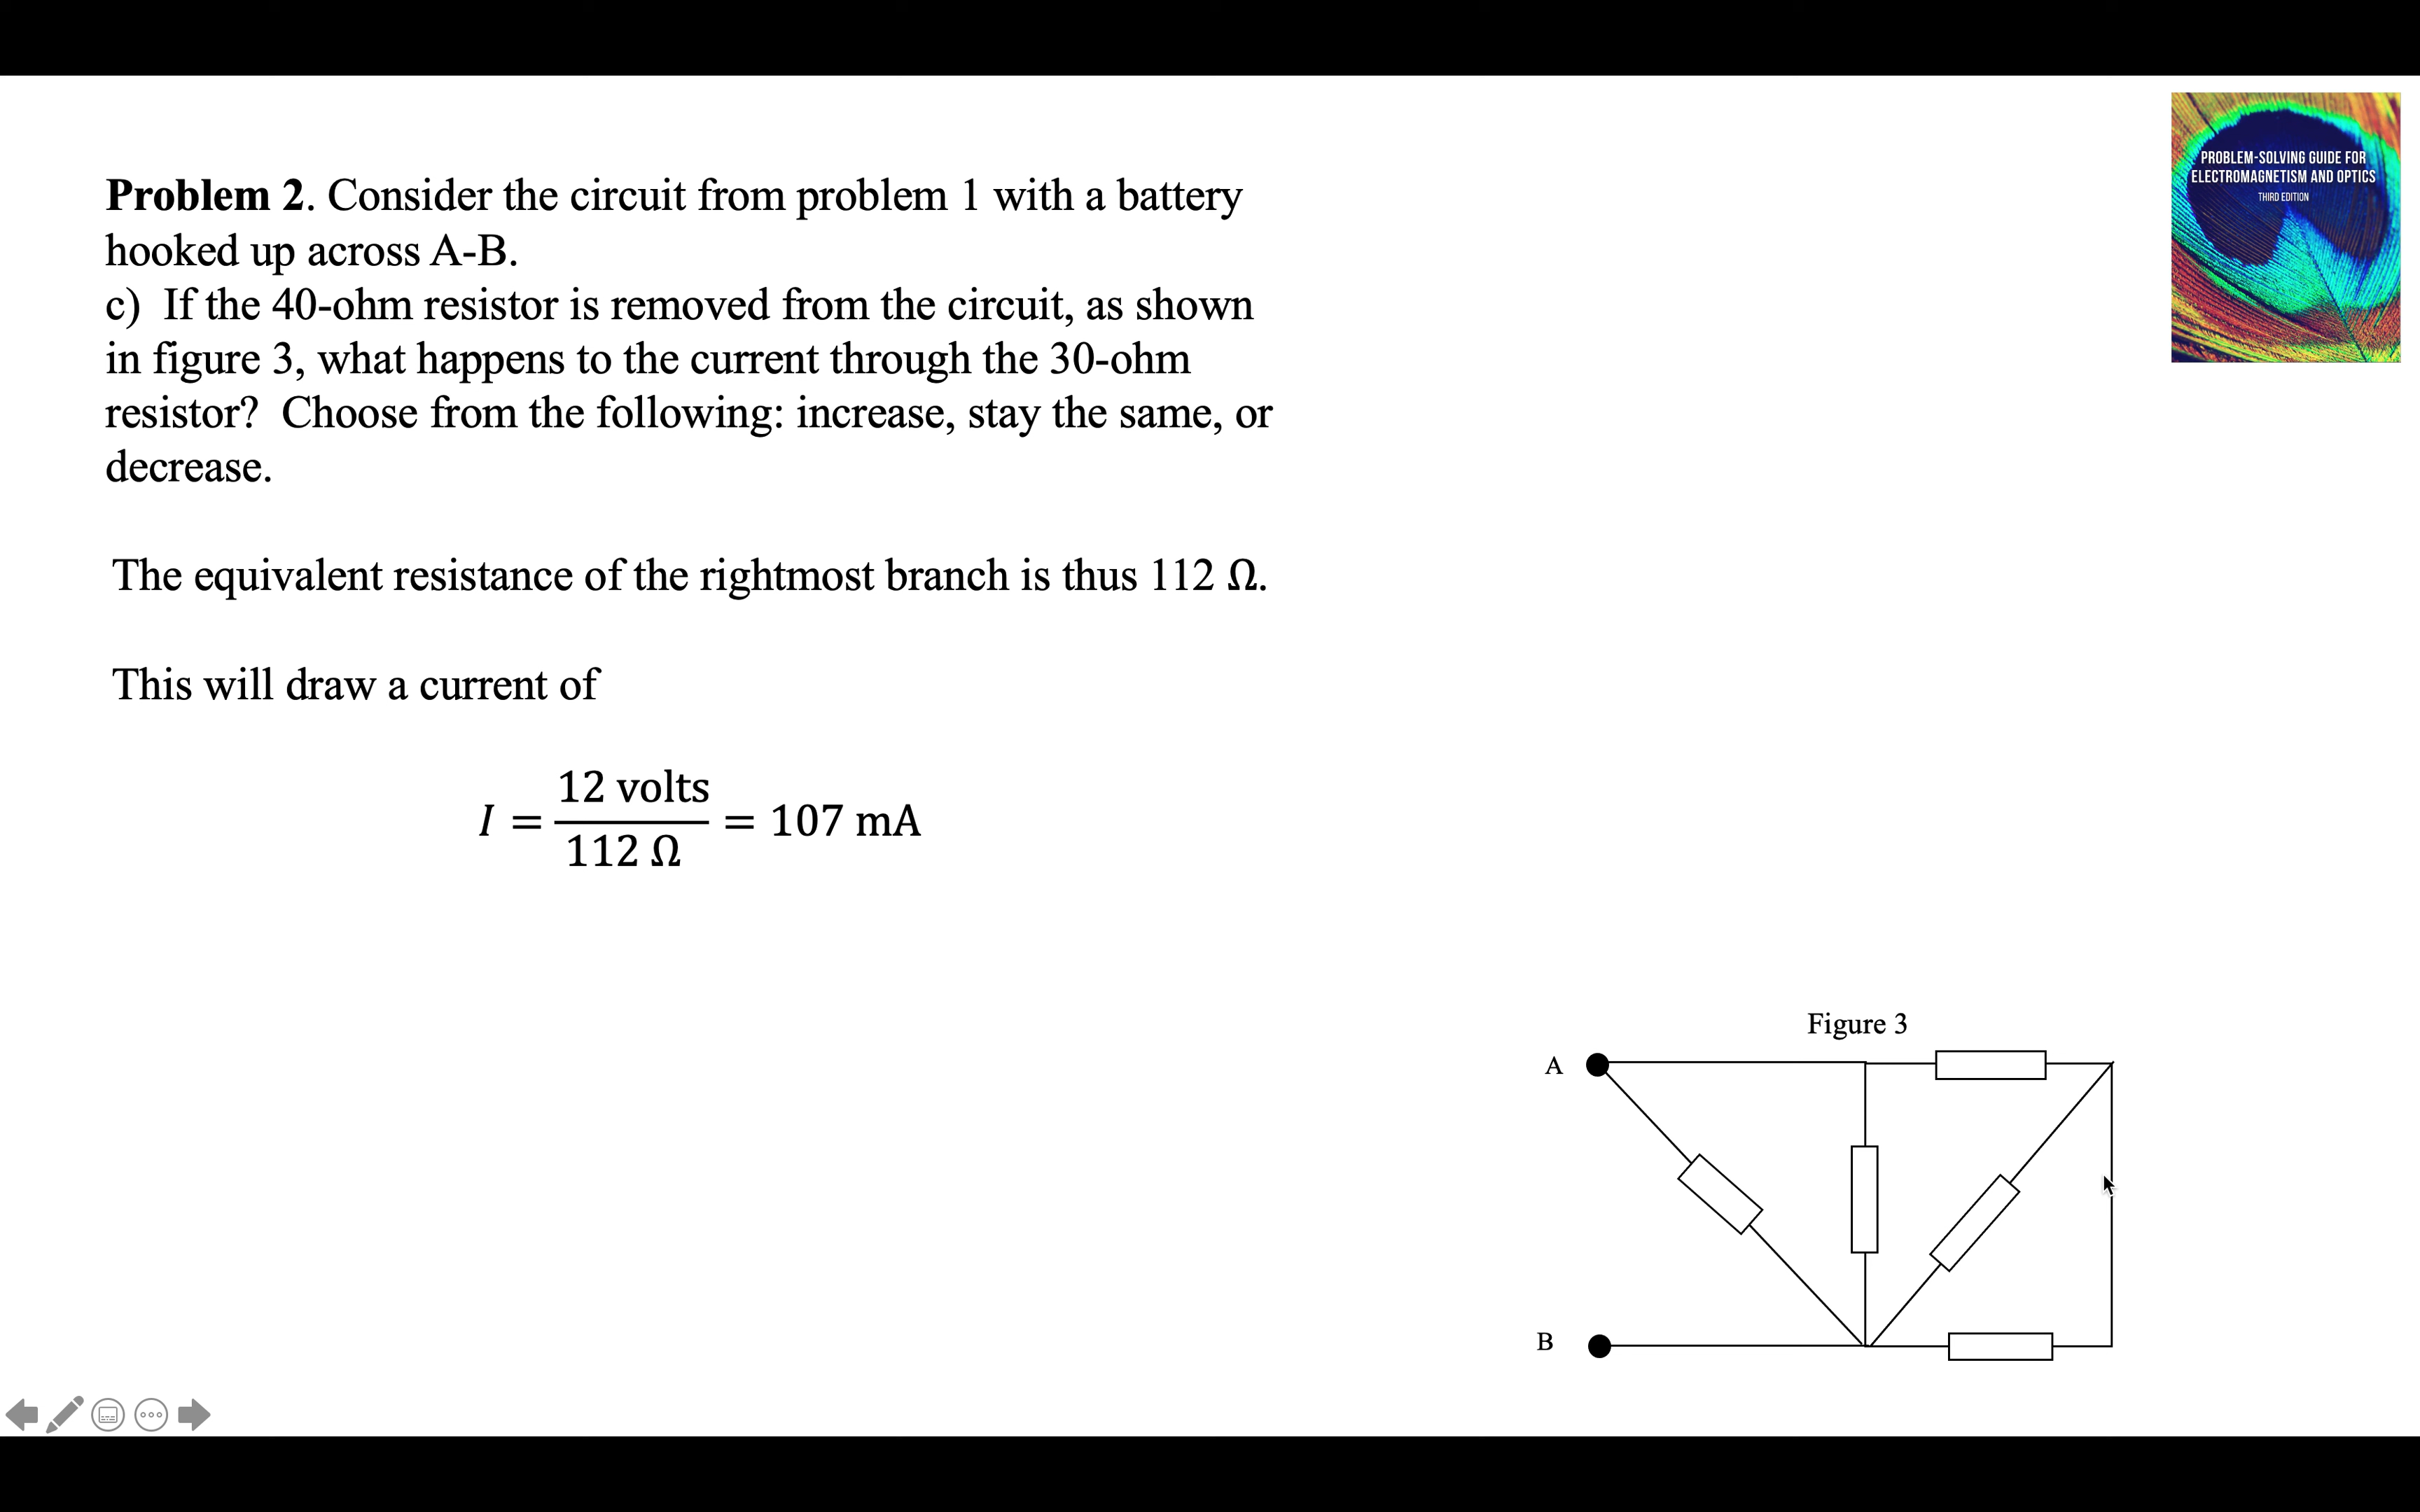 PROBLEM-SOLVING GUIDE FOR
ELECTROMAGNETISM AND OPTICS
THIRD EDITION
Problem 2. Consider the circuit from problem 1 with a battery
hooked up across A-B.
c)  If the 40-ohm resistor is removed from the circuit, as shown
in figure 3, what happens to the current through the 30-ohm
resistor?  Choose from the following: increase, stay the same, or
decrease.
The equivalent resistance of the rightmost branch is thus 112 Ω.
This will draw a current of
I = 12 volts / 112 Ω = 107 mA
Figure 3
A
B